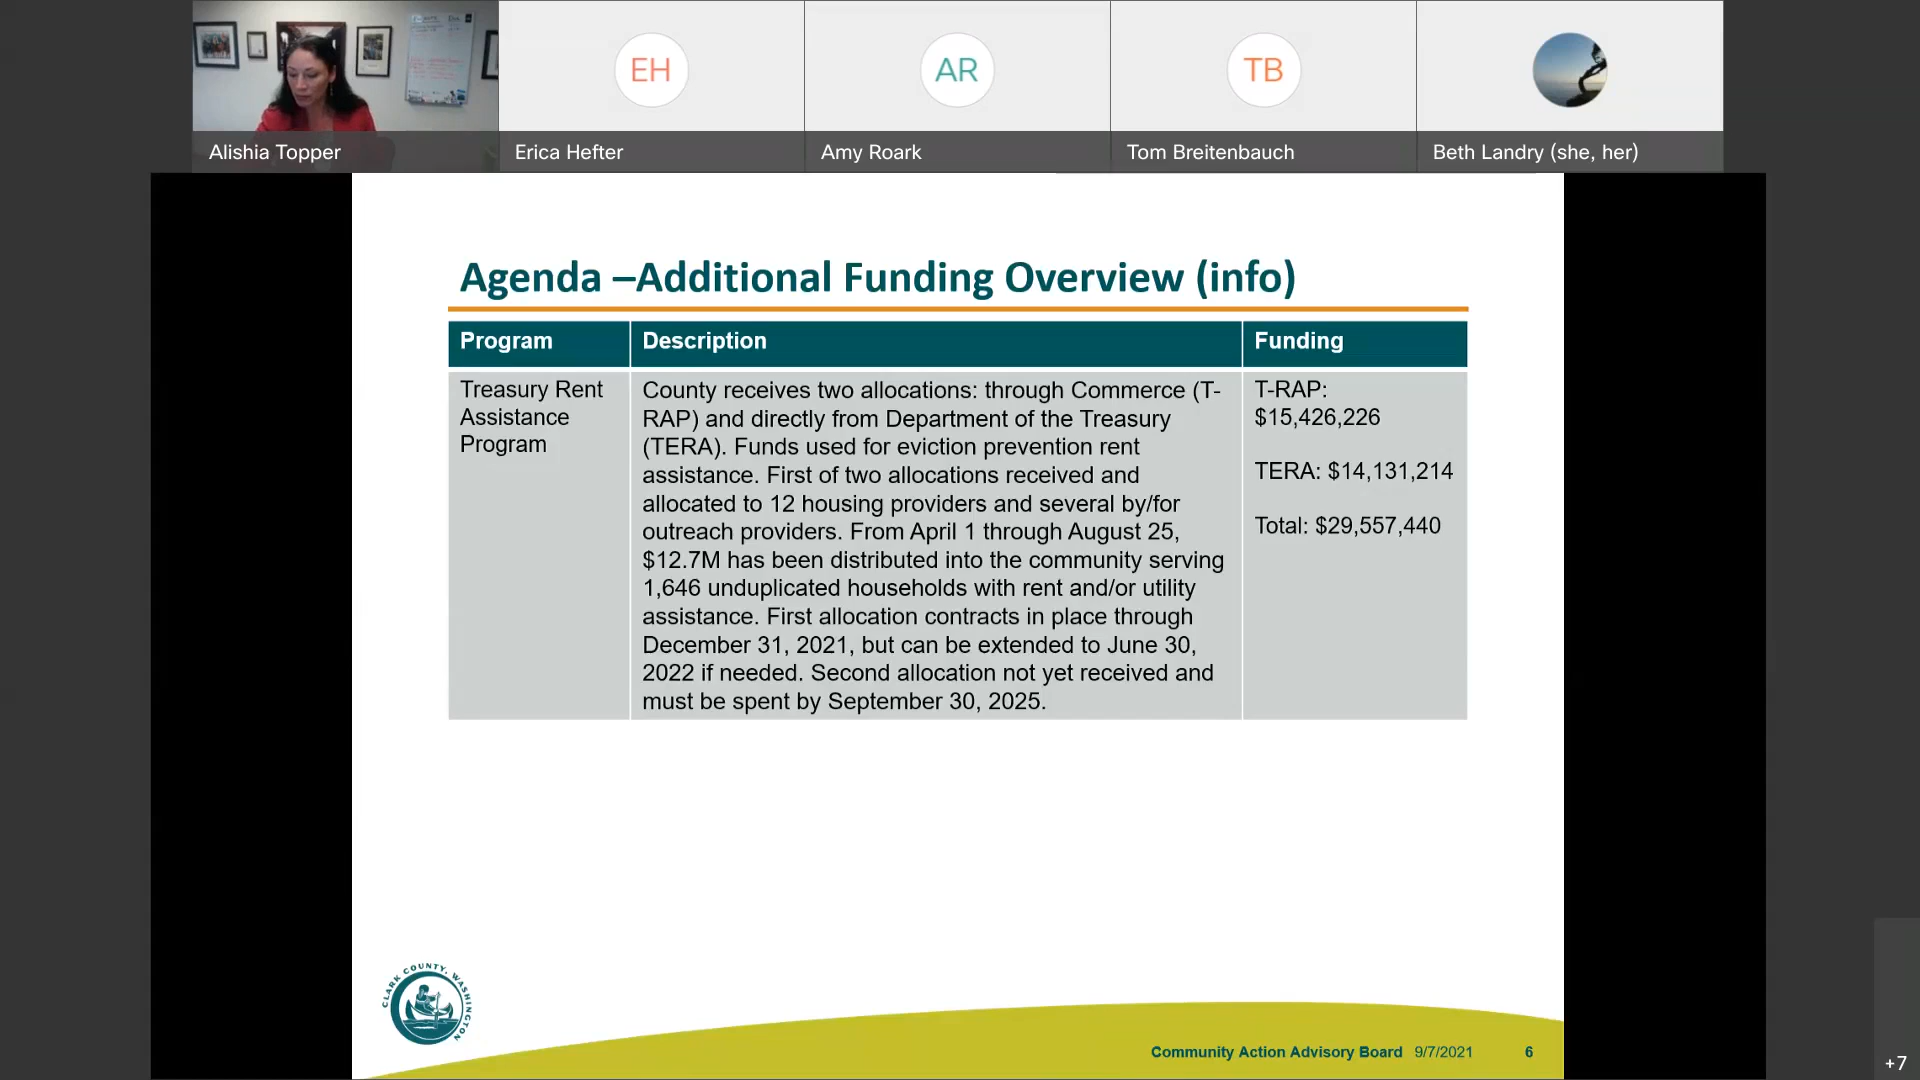 EH
AR
TB
Alishia Topper
Erica Hefter
Amy Roark
Tom Breitenbauch
Beth Landry (she, her)
Agenda –Additional Funding Overview (info)
Program
Description
Funding
Treasury Rent
Assistance
Program
County receives two allocations: through Commerce (T-
RAP) and directly from Department of the Treasury
(TERA). Funds used for eviction prevention rent
assistance. First of two allocations received and
allocated to 12 housing providers and several by/for
outreach providers. From April 1 through August 25,
$12.7M has been distributed into the community serving
1,646 unduplicated households with rent and/or utility
assistance. First allocation contracts in place through
December 31, 2021, but can be extended to June 30,
2022 if needed. Second allocation not yet received and
must be spent by September 30, 2025.
T-RAP:
$15,426,226
TERA: $14,131,214
Total: $29,557,440
CLARK COUNTY, WASHINGTON
Community Action Advisory Board 9/7/2021 6
+7